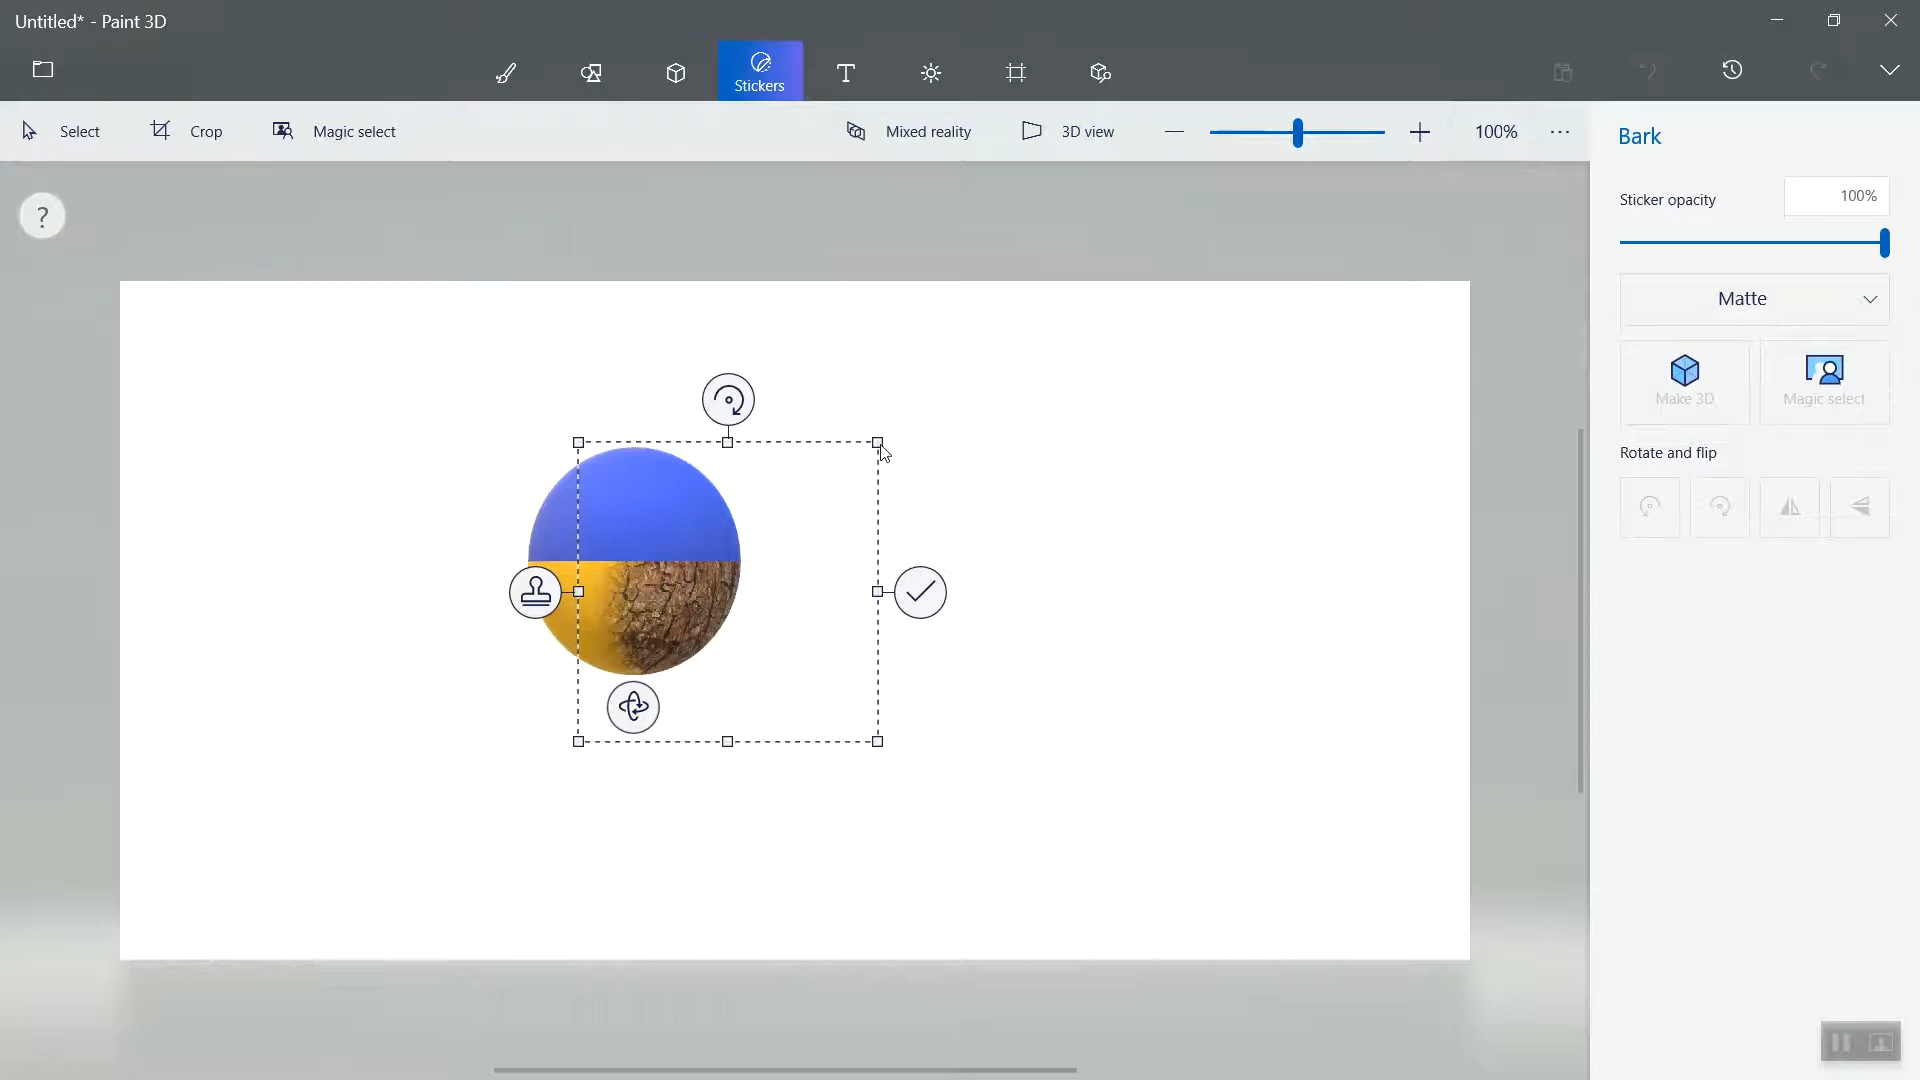 Untitled* - Paint 3D
Stickers
Select
Crop
Magic select
Mixed reality
3D view
100%
Bark
Sticker opacity
100%
Matte
Make 3D
Magic select
Rotate and flip
?